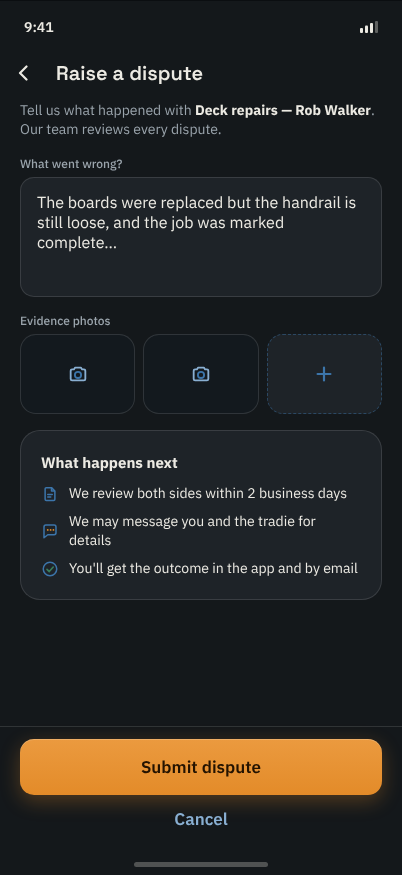 9:41
Raise a dispute
Tell us what happened with Deck repairs — Rob Walker.
Our team reviews every dispute.
What went wrong?
The boards were replaced but the handrail is
still loose, and the job was marked
complete...
Evidence photos
What happens next
We review both sides within 2 business days
We may message you and the tradie for
details
You'll get the outcome in the app and by email
Submit dispute
Cancel